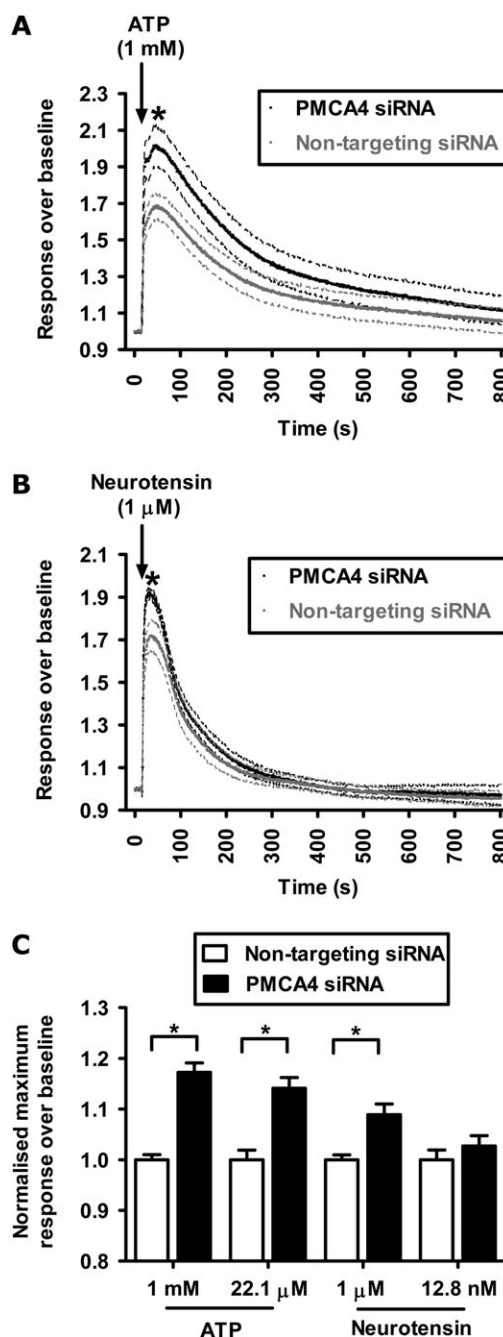 A
ATP
(1 mM)
*
2.3
2.1
1.9
1.7
1.5
1.3
1.1
0.9
Response over baseline
PMCA4 siRNA
Non-targeting siRNA
0
100
200
300
400
500
600
700
800
Time (s)
B
Neurotensin
(1 µM)
*
2.1
1.9
1.7
1.5
1.3
1.1
0.9
Response over baseline
PMCA4 siRNA
Non-targeting siRNA
0
100
200
300
400
500
600
700
800
Time (s)
C
Non-targeting siRNA
PMCA4 siRNA
Normalised maximum
response over baseline
1.3
1.2
1.1
1.0
0.9
0.8
* * *
1 mM 22.1 µM 1 µM 12.8 nM
ATP Neurotensin